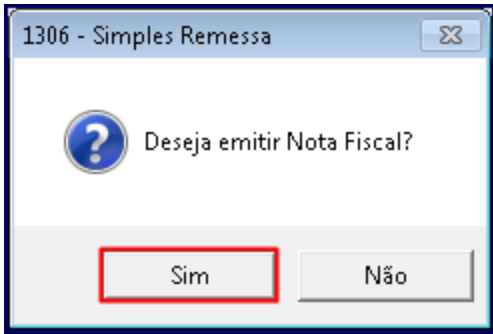 1306 - Simples Remessa
Deseja emitir Nota Fiscal?
Sim
Não